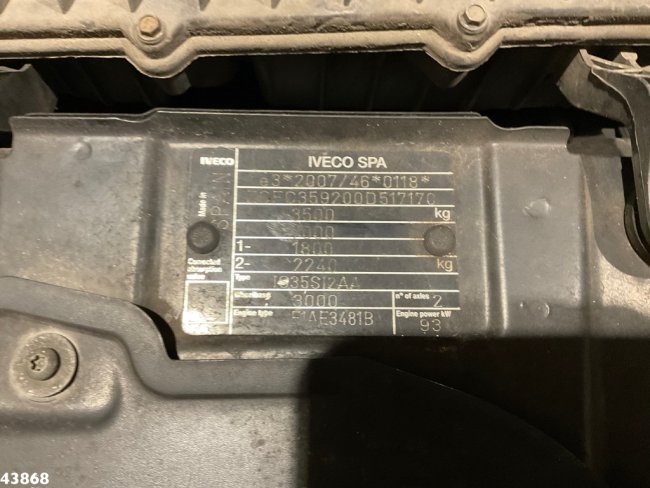 IVECO IVECO SPA
Made in SPAIN
e3*2007/46*0118*
3500 kg
1- 1800
2- 2240 kg
Corrected absorption value
Type
Wheelbase 3000 n° of axles 2
Engine type F1AE3481B Engine power kW 93
43868